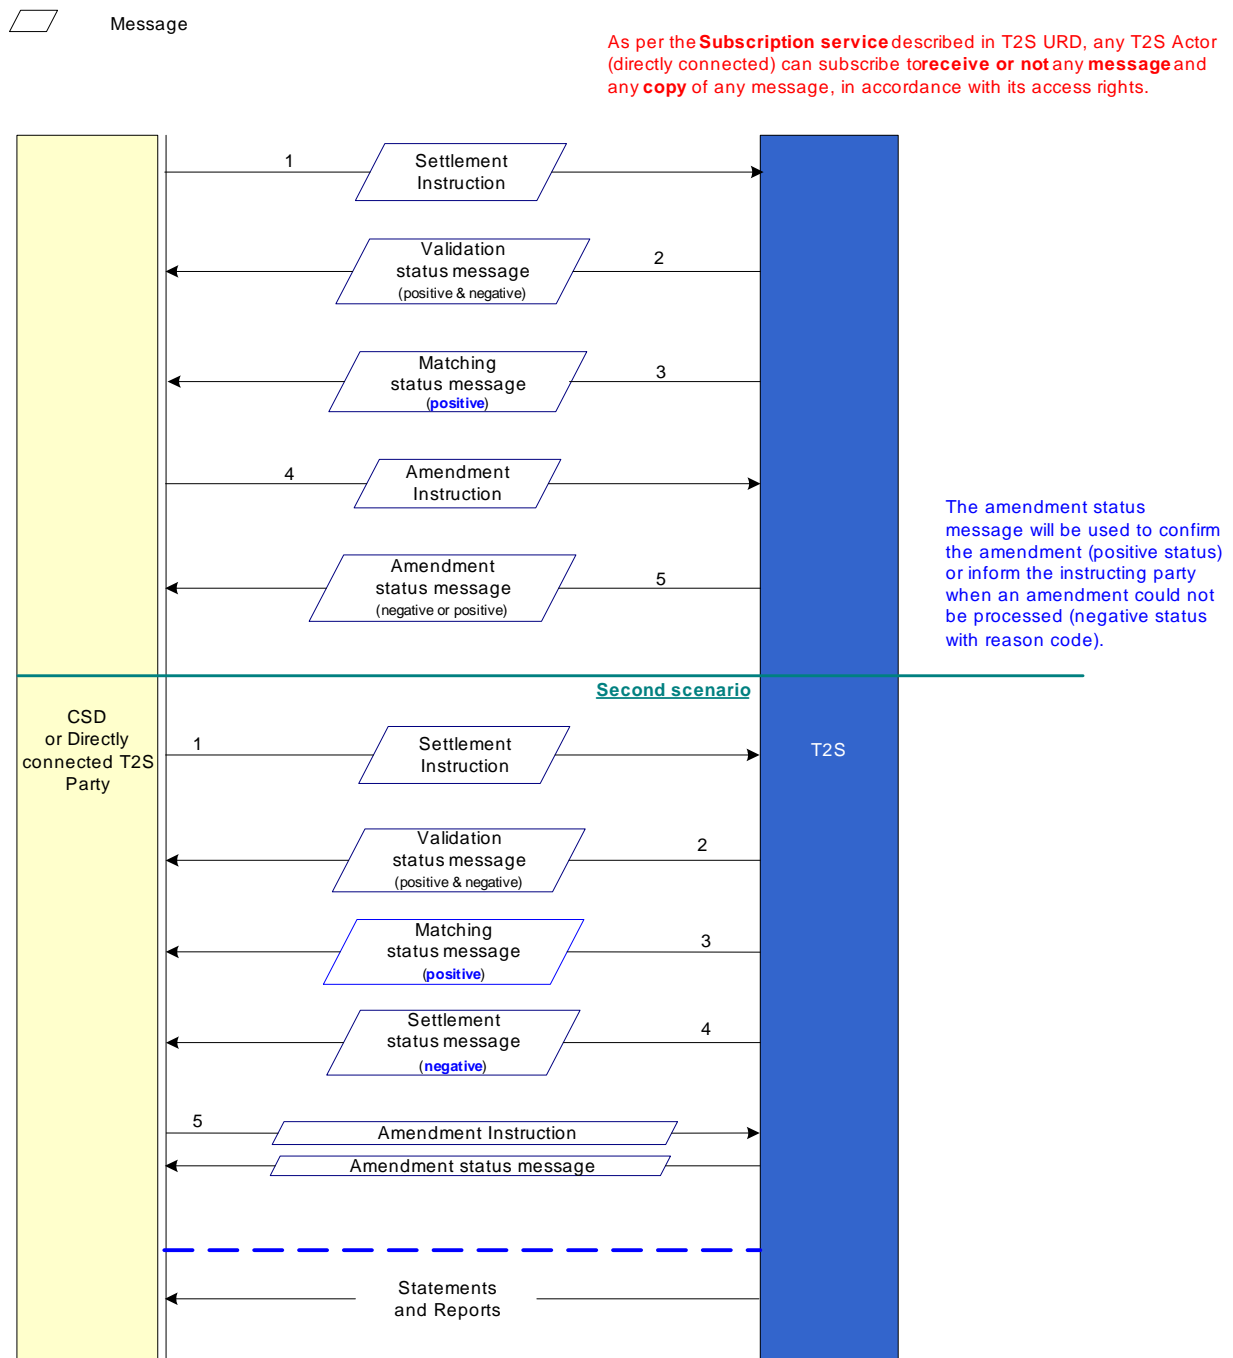 Message
As per the Subscription service described in T2S URD, any T2S Actor
(directly connected) can subscribe to receive or not any message and
any copy of any message, in accordance with its access rights.
1
Settlement
Instruction
Validation
status message
(positive & negative)
2
Matching
status message
(positive)
3
4
Amendment
Instruction
Amendment
status message
(negative or positive)
5
The amendment status
message will be used to confirm
the amendment (positive status)
or inform the instructing party
when an amendment could not
be processed (negative status
with reason code).
Second scenario
CSD
or Directly
connected T2S
Party
T2S
1
Settlement
Instruction
Validation
status message
(positive & negative)
2
Matching
status message
(positive)
3
Settlement
status message
(negative)
4
5
Amendment Instruction
Amendment status message
Statements
and Reports